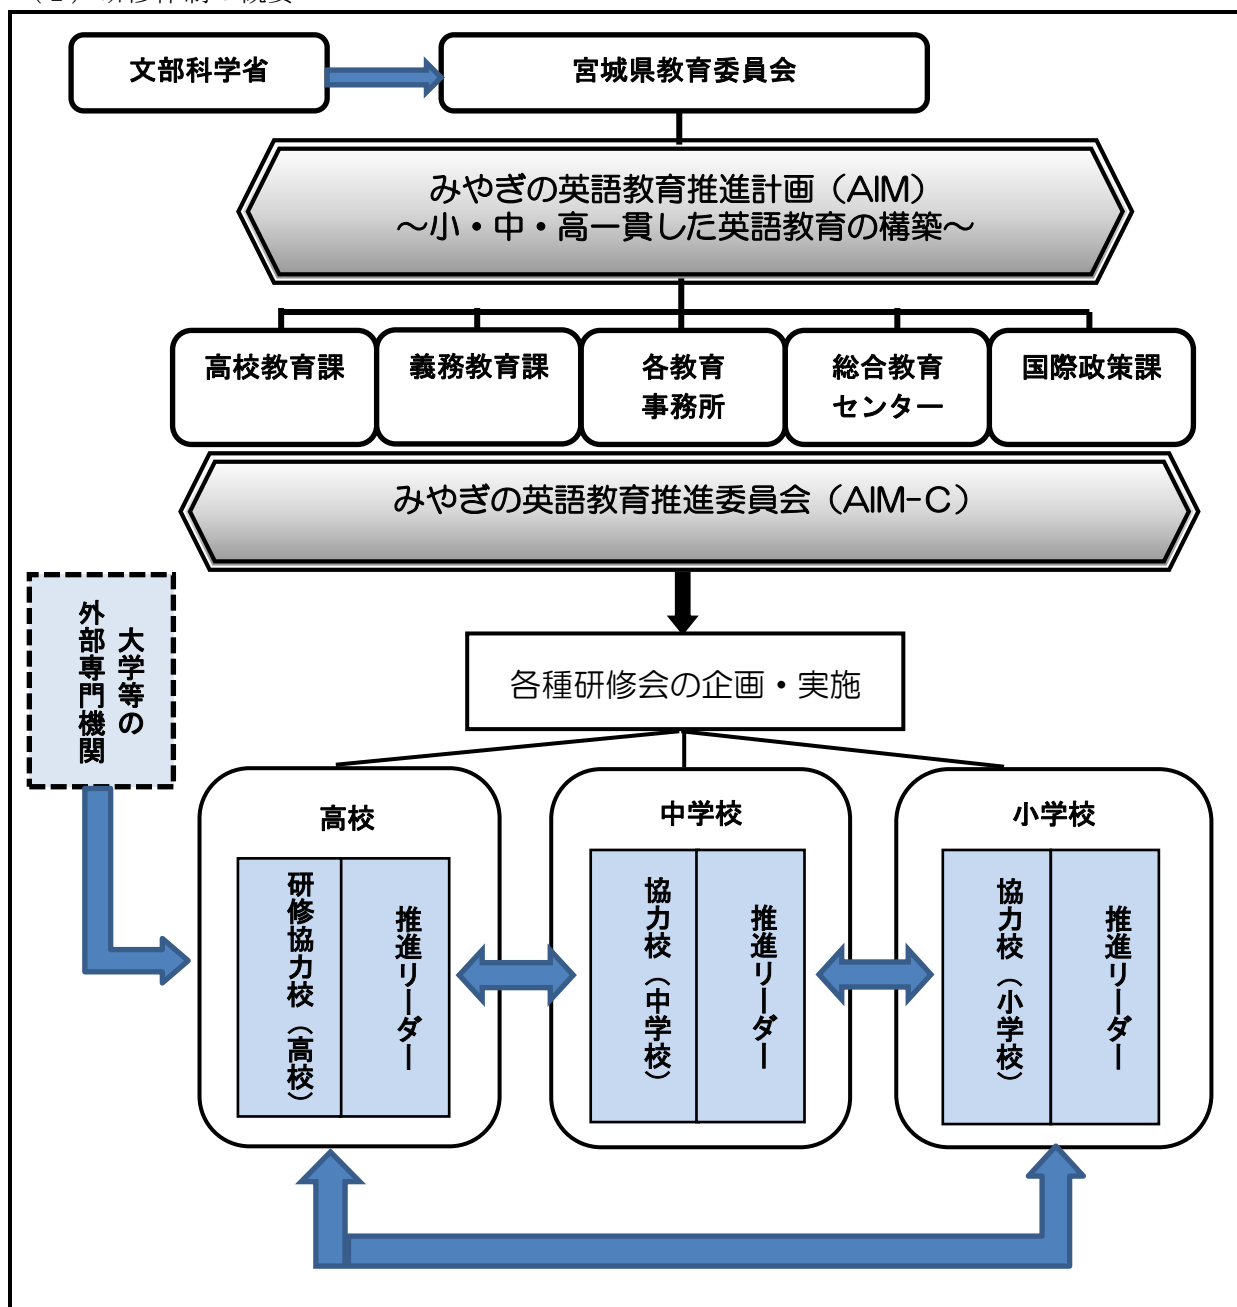 文部科学省
宮城県教育委員会
みやぎの英語教育推進計画（AIM）
～小・中・高一貫した英語教育の構築～
高校教育課
義務教育課
各教育
事務所
総合教育
センター
国際政策課
みやぎの英語教育推進委員会（AIM-C）
大学等の
外部専門機関
各種研修会の企画・実施
高校
研修協力校（高校）
推進リーダー
中学校
協力校（中学校）
推進リーダー
小学校
協力校（小学校）
推進リーダー